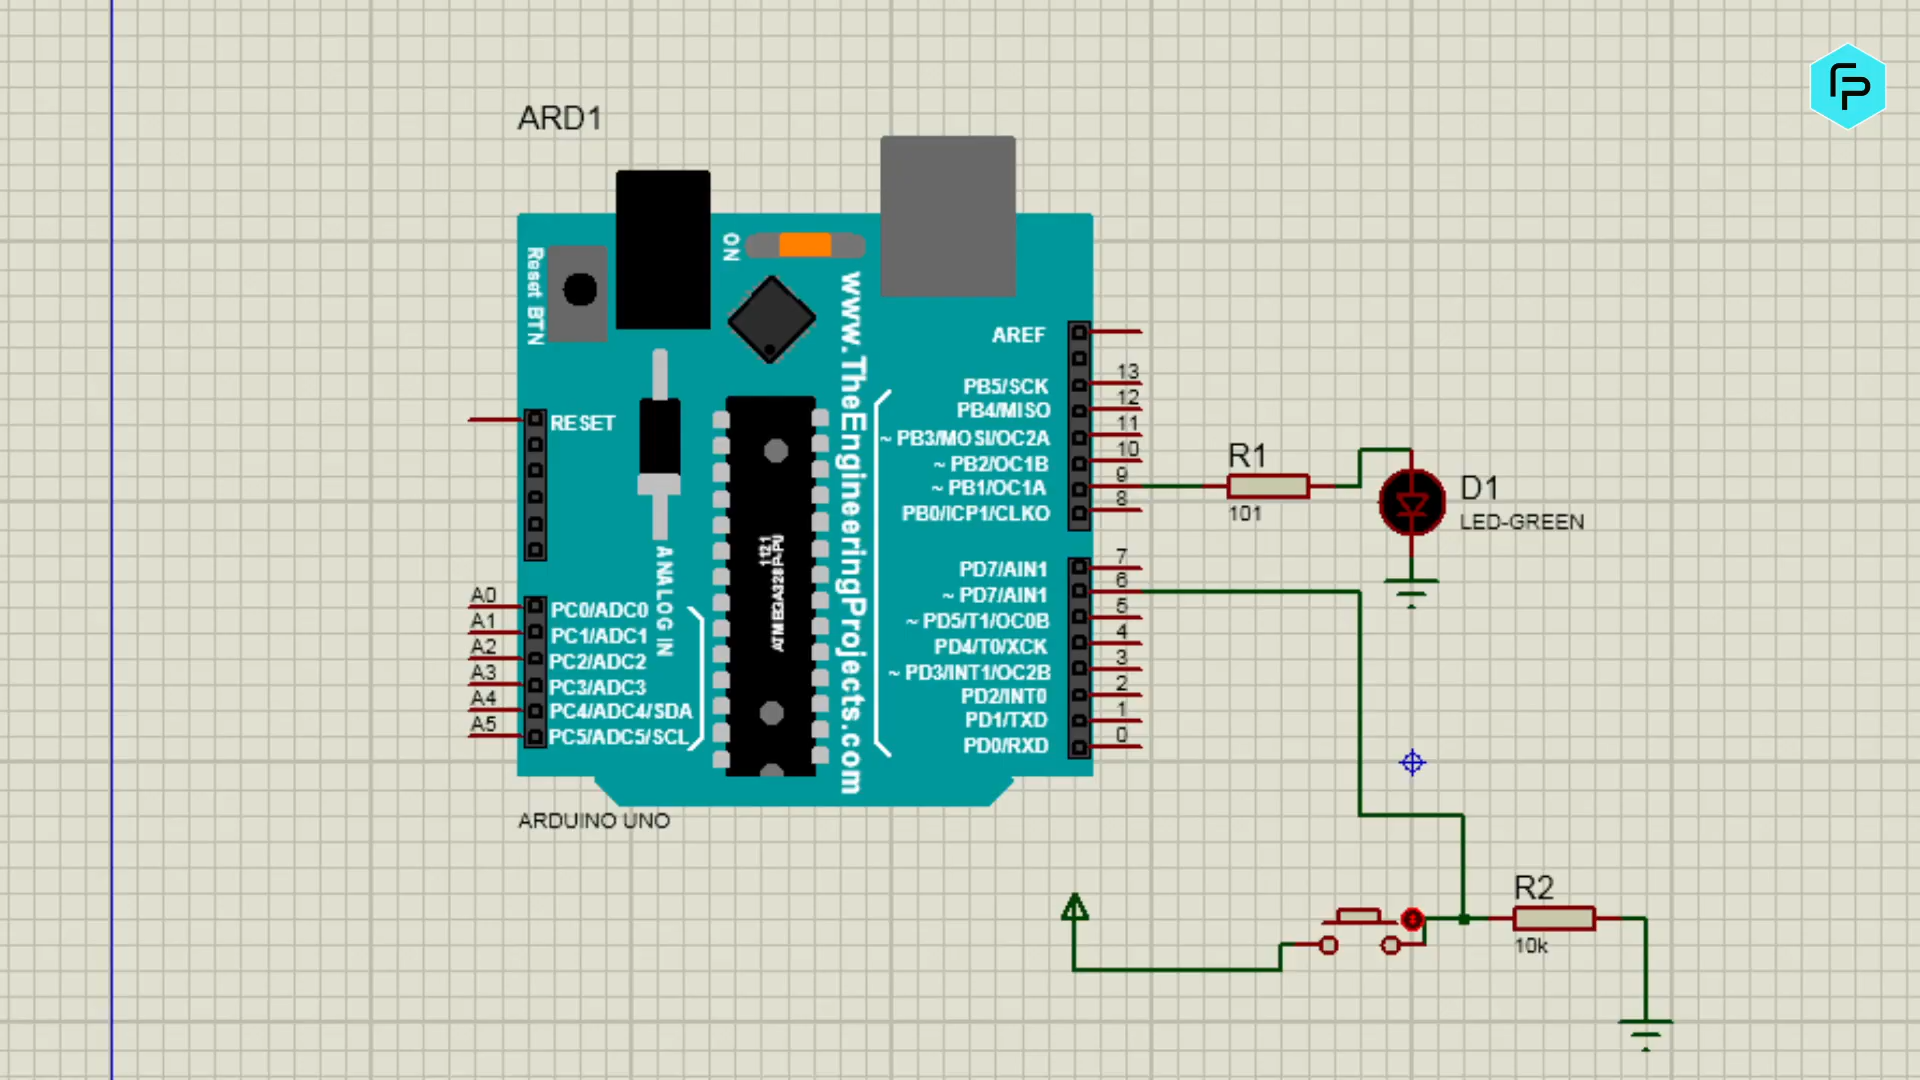 ARD1
Reset BTN
ON
www.TheEngineeringProjects.com
AREF
PB5/SCK
PB4/MISO
~ PB3/MOSI/OC2A
~ PB2/OC1B
~ PB1/OC1A
PB0/ICP1/CLKO
13
12
11
10
9
8
RESET
ANALOG IN
1121
ATMEGA328P-PU
A0
A1
A2
A3
A4
A5
PC0/ADC0
PC1/ADC1
PC2/ADC2
PC3/ADC3
PC4/ADC4/SDA
PC5/ADC5/SCL
PD7/AIN1
~ PD7/AIN1
~ PD5/T1/OC0B
PD4/T0/XCK
~ PD3/INT1/OC2B
PD2/INT0
PD1/TXD
PD0/RXD
7
6
5
4
3
2
1
0
R1
101
D1
LED-GREEN
ARDUINO UNO
R2
10k